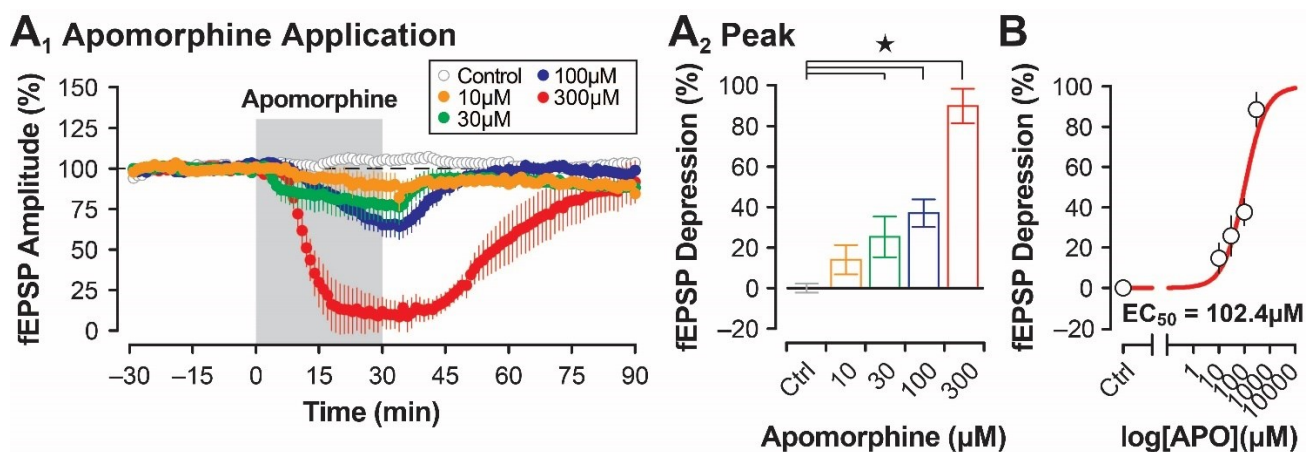 A₁ Apomorphine Application
fEPSP Amplitude (%)
150
125
100
75
50
25
0
Apomorphine
Control
10µM
30µM
100µM
300µM
–30 –15 0 15 30 45 60 75 90
Time (min)
A₂ Peak
★
fEPSP Depression (%)
100
80
60
40
20
0
–20
Ctrl 10 30 100 300
Apomorphine (µM)
B
fEPSP Depression (%)
100
80
60
40
20
0
–20
EC₅₀ = 102.4µM
Ctrl 1 10 100 1000 10000
log[APO](µM)